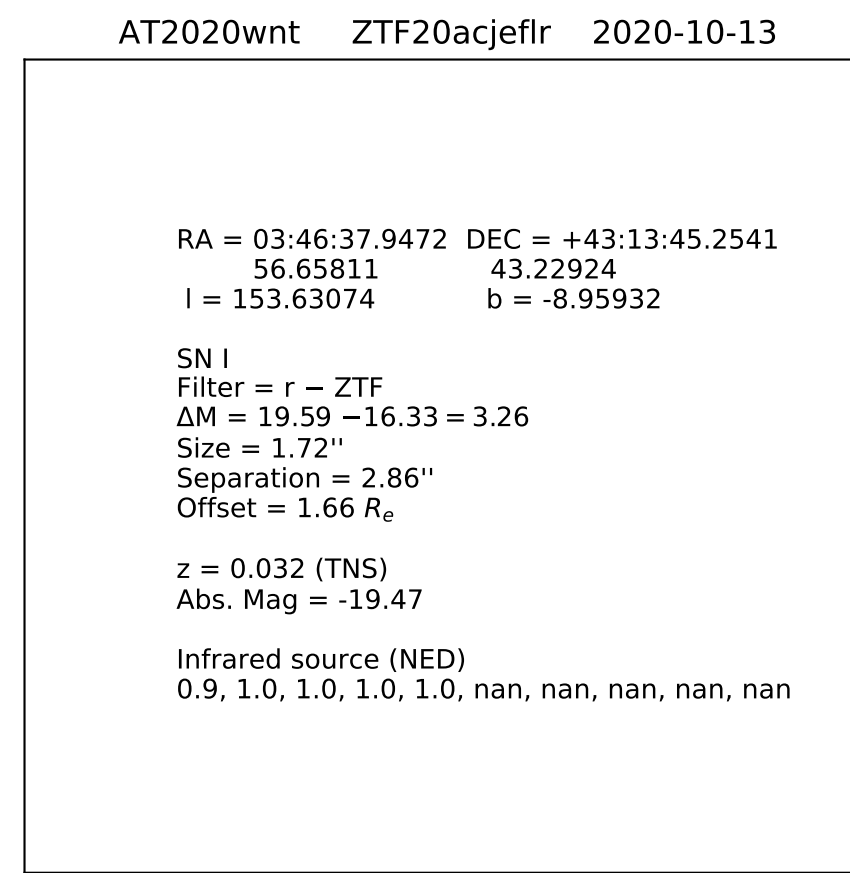 AT2020wnt ZTF20acjeflr 2020-10-13
RA = 03:46:37.9472 DEC = +43:13:45.2541
56.65811 43.22924
l = 153.63074 b = -8.95932
SN I
Filter = r − ZTF
ΔM = 19.59 −16.33 = 3.26
Size = 1.72''
Separation = 2.86''
Offset = 1.66 Re
z = 0.032 (TNS)
Abs. Mag = -19.47
Infrared source (NED)
0.9, 1.0, 1.0, 1.0, 1.0, nan, nan, nan, nan, nan